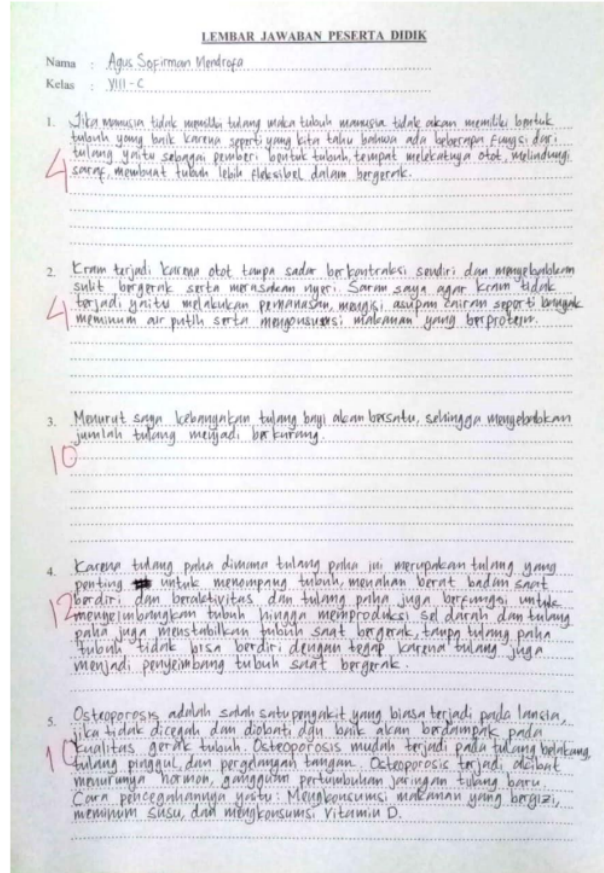 LEMBAR JAWABAN PESERTA DIDIK
Nama : Agus Sofirman Mendrofa
Kelas : VIII-C
1. Jika manusia tidak memiliki tulang maka tubuh manusia tidak akan memiliki bentuk
tubuh yang baik karena seperti yang kita tahu bahwa ada beberapa fungsi dari
tulang yaitu sebagai pemberi bentuk tubuh, tempat melekatnya otot, melindungi
saraf, membuat tubuh lebih fleksibel dalam bergerak.
4
2. Kram terjadi karena otot tanpa sadar berkontraksi sendiri dan menyebabkan
sulit bergerak serta merasakan nyeri. Saran saya agar kram tidak
terjadi yaitu melakukan pemanasan, mengisi asupan cairan seperti banyak
meminum air putih serta mengonsumsi makanan yang berprotein.
4
3. Menurut saya kebanyakan tulang bayi akan bersatu, sehingga menyebabkan
jumlah tulang menjadi berkurang.
10
4. Karena tulang paha dimana tulang paha ini merupakan tulang yang
penting untuk menompang tubuh, menahan berat badan saat
berdiri dan beraktivitas dan tulang paha juga berfungsi untuk
12
menyeimbangkan tubuh hingga memproduksi sel darah dan tulang
paha juga menstabilkan tubuh saat bergerak, tanpa tulang paha
tubuh tidak bisa berdiri dengan tegap karena tulang juga
menjadi penyeimbang tubuh saat bergerak.
5. Osteoporosis adalah salah satu penyakit yang biasa terjadi pada lansia,
jika tidak dicegah dan diobati dgn baik akan berdampak pada
kualitas gerak tubuh. Osteoporosis mudah terjadi pada tulang belakang,
10
tulang pinggul, dan pergelangan tangan. Osteoporosis terjadi akibat
menurunya hormon, gangguan pertumbuhan jaringan tulang baru.
Cara pencegahannya yaitu: Mengkonsumsi makanan yang bergizi,
meminum susu, dan mengkonsumsi Vitamin D.